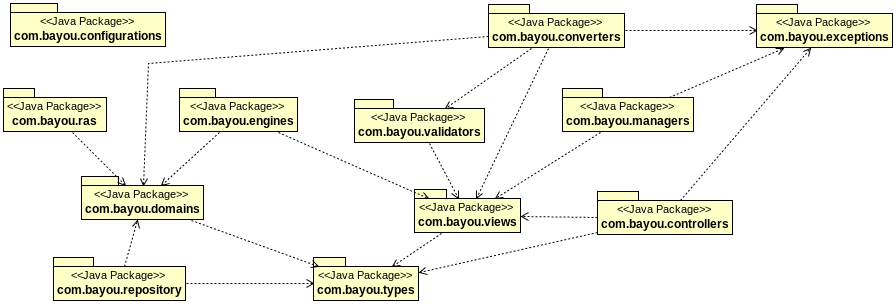 <<Java Package>>
com.bayou.configurations
<<Java Package>>
com.bayou.converters
<<Java Package>>
com.bayou.exceptions
<<Java Package>>
com.bayou.ras
<<Java Package>>
com.bayou.engines
<<Java Package>>
com.bayou.validators
<<Java Package>>
com.bayou.managers
<<Java Package>>
com.bayou.domains
<<Java Package>>
com.bayou.views
<<Java Package>>
com.bayou.controllers
<<Java Package>>
com.bayou.repository
<<Java Package>>
com.bayou.types